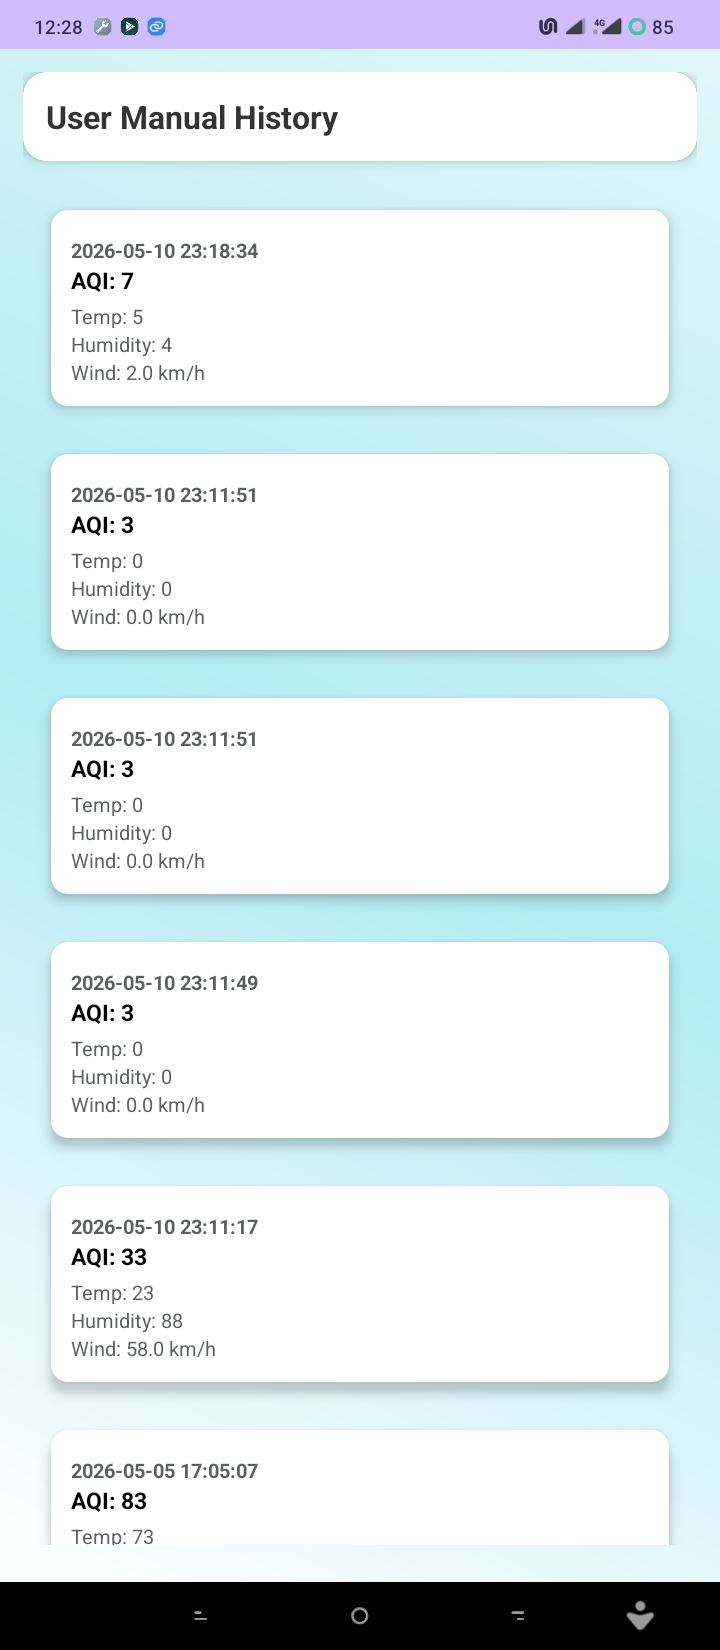 12:28
4G
85
User Manual History
2026-05-10 23:18:34
AQI: 7
Temp: 5
Humidity: 4
Wind: 2.0 km/h
2026-05-10 23:11:51
AQI: 3
Temp: 0
Humidity: 0
Wind: 0.0 km/h
2026-05-10 23:11:51
AQI: 3
Temp: 0
Humidity: 0
Wind: 0.0 km/h
2026-05-10 23:11:49
AQI: 3
Temp: 0
Humidity: 0
Wind: 0.0 km/h
2026-05-10 23:11:17
AQI: 33
Temp: 23
Humidity: 88
Wind: 58.0 km/h
2026-05-05 17:05:07
AQI: 83
Temp: 73